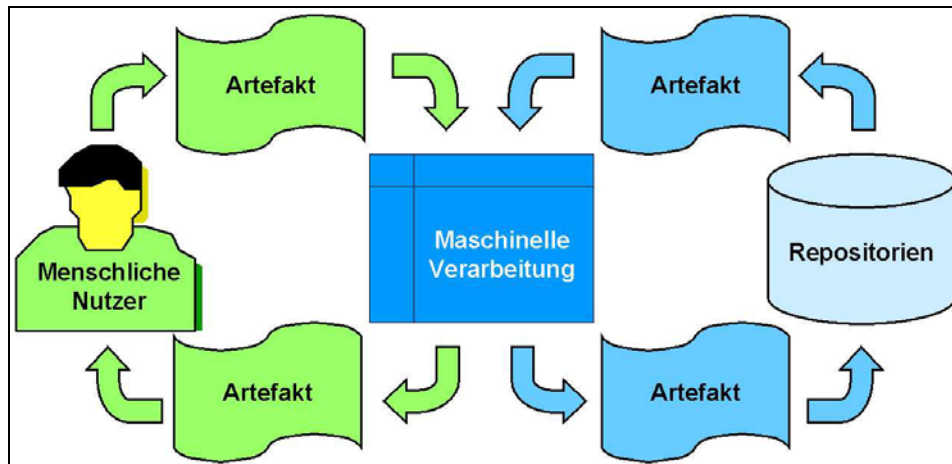 Artefakt
Artefakt
Menschliche
Nutzer
Maschinelle
Verarbeitung
Repositorien
Artefakt
Artefakt